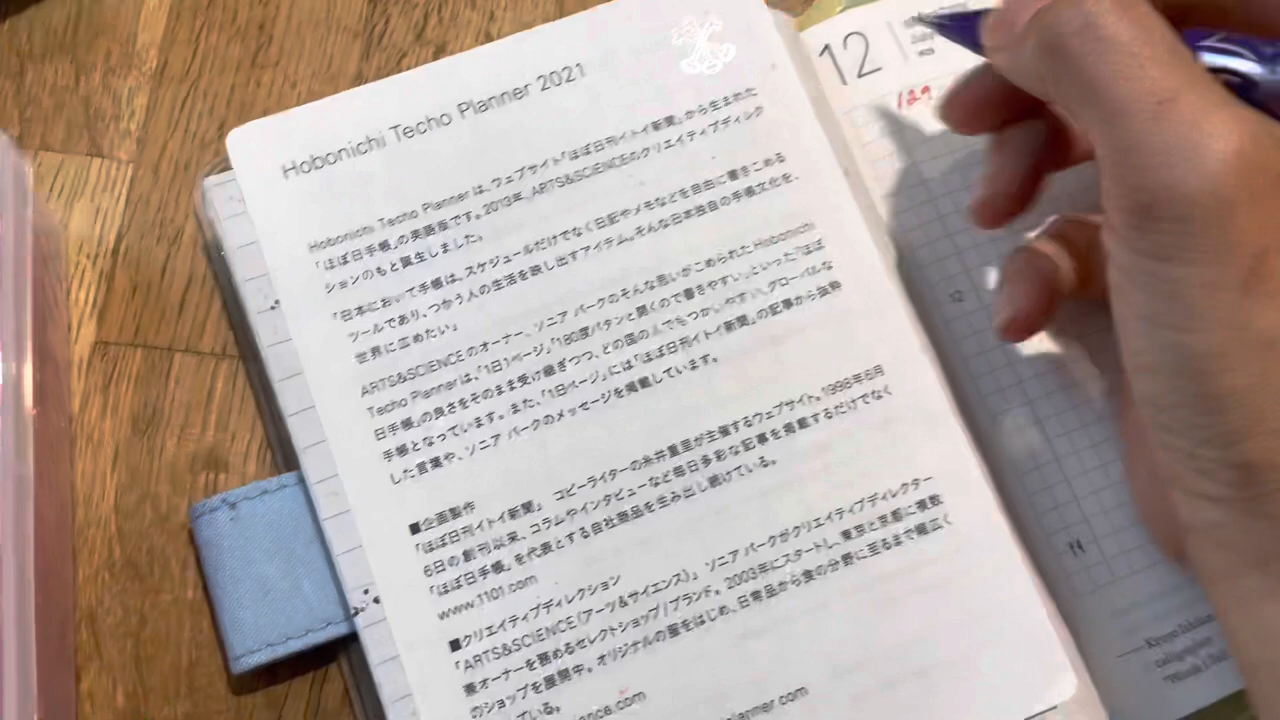 Hobonichi Techo Planner 2021
Hobonichi Techo Planner は、ウェブサイト「ほぼ日刊イトイ新聞」から生まれた
「ほぼ日手帳」の英語版です。2013年、ARTS&SCIENCEのクリエイティブディレク
ションのもと誕生しました。
「日本において手帳は、スケジュールだけでなく日記やメモなどを自由に書きこめる
ツールであり、つかう人の生活を映し出すアイテム。そんな日本独自の手帳文化を、
世界に広めたい」
ARTS&SCIENCEのオーナー、ソニア パークのそんな思いがこめられた Hobonichi
Techo Plannerは、「1日1ページ」「180度パタンと開くので書きやすい」といった「ほぼ
日手帳」の良さをそのまま受け継ぎつつ、どの国の人でもつかいやすい、グローバルな
手帳となっています。また、「1日1ページ」には「ほぼ日刊イトイ新聞」の記事から抜粋
した言葉や、ソニア パークのメッセージを掲載しています。
■企画製作
「ほぼ日刊イトイ新聞」 コピーライターの糸井重里が主催するウェブサイト。1998年6月
6日の創刊以来、コラムやインタビューなど毎日多彩な記事を掲載するだけでなく
「ほぼ日手帳」を代表とする自社商品を生み出し続けている。
www.1101.com
■クリエイティブディレクション
「ARTS&SCIENCE(アーツ&サイエンス)」 ソニア パークがクリエイティブディレクター
兼オーナーを務めるセレクトショップ/ブランド。2003年にスタートし、東京と京都に複数
のショップを展開中。オリジナルの服をはじめ、日常品から食の分野に至るまで幅広く
ている。
12
129
12